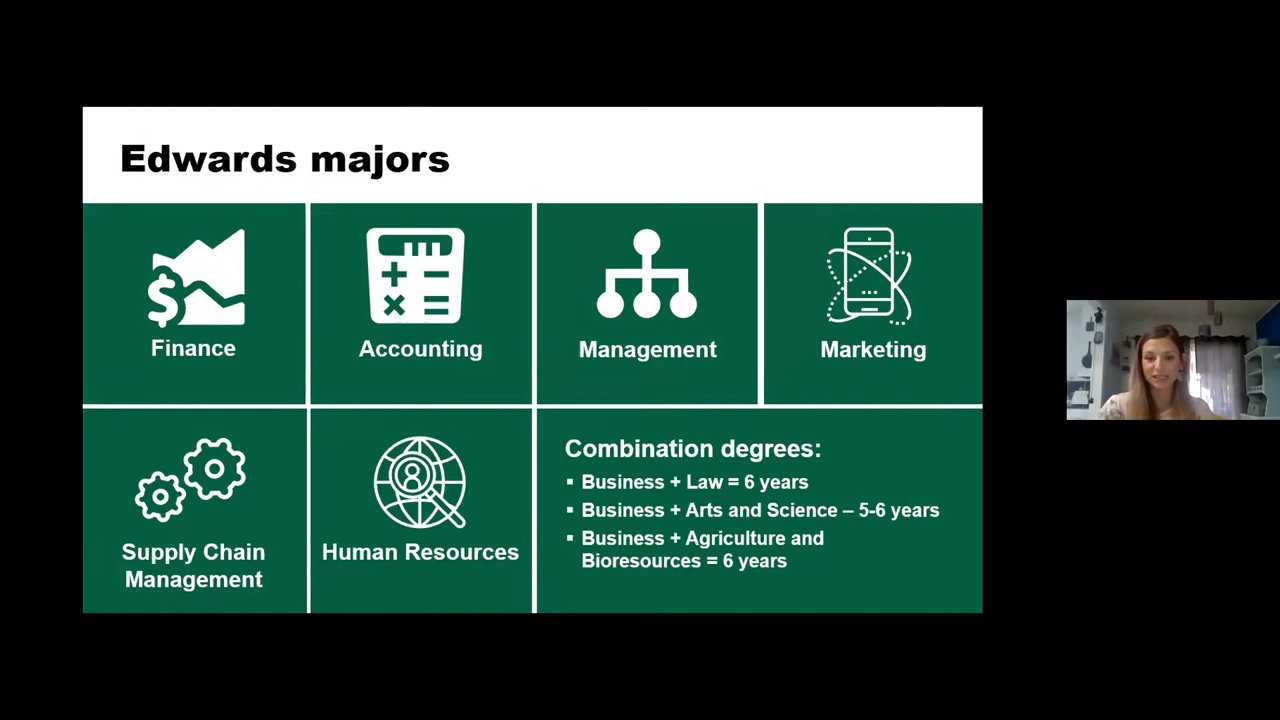 Edwards majors
Finance
Accounting
Management
Marketing
Supply Chain
Management
Human Resources
Combination degrees:
▪ Business + Law = 6 years
▪ Business + Arts and Science – 5-6 years
▪ Business + Agriculture and
Bioresources = 6 years